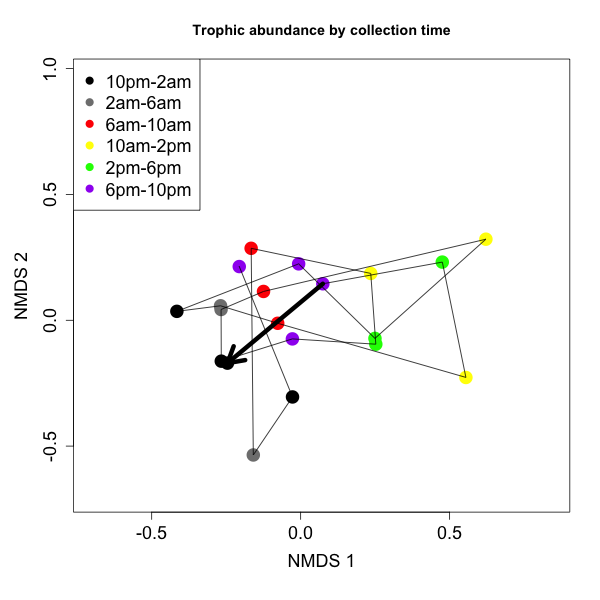 Trophic abundance by collection time
10pm-2am
2am-6am
6am-10am
10am-2pm
2pm-6pm
6pm-10pm
1.0
0.5
0.0
-0.5
NMDS 2
-0.5 0.0 0.5
NMDS 1